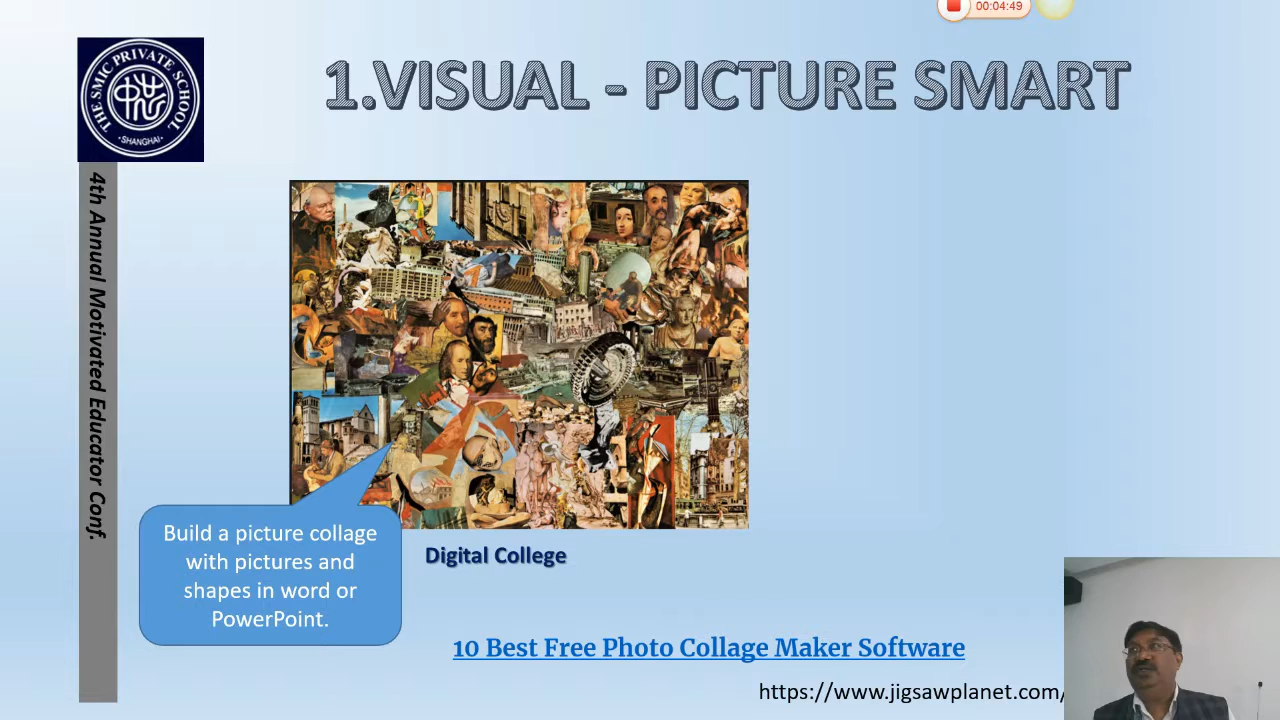 00:04:49
THE SMIC PRIVATE SCHOOL
·SHANGHAI·
1.VISUAL - PICTURE SMART
4th Annual Motivated Educator Conf.
Build a picture collage
with pictures and
shapes in word or
PowerPoint.
Digital College
10 Best Free Photo Collage Maker Software
https://www.jigsawplanet.com/